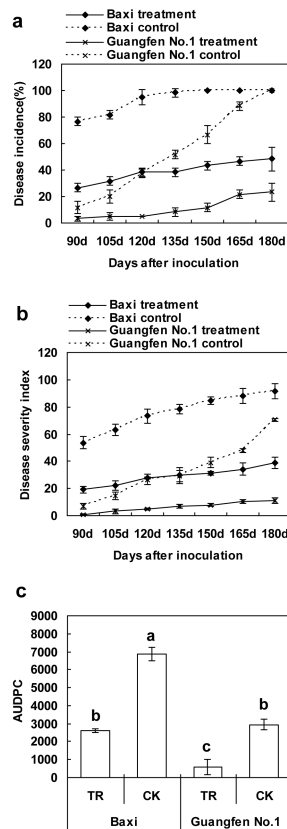 a
Baxi treatment
Baxi control
Guangfen No.1 treatment
Guangfen No.1 control
Disease incidence(%)
120
100
80
60
40
20
0
90d 105d 120d 135d 150d 165d 180d
Days after inoculation
b
Baxi treatment
Baxi control
Guangfen No.1 treatment
Guangfen No.1 control
Disease severity index
120
100
80
60
40
20
0
90d 105d 120d 135d 150d 165d 180d
Days after inoculation
c
AUDPC
9000
8000
7000
6000
5000
4000
3000
2000
1000
0
b
a
c
b
TR CK TR CK
Baxi Guangfen No.1